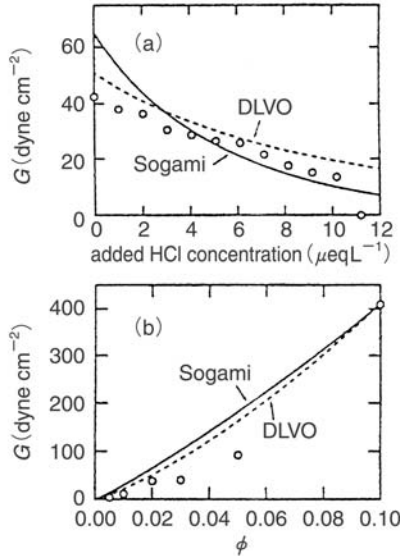 60
(a)
G (dyne cm⁻²)
40
DLVO
20
Sogami
0
0 2 4 6 8 10 12
added HCl concentration (μeqL⁻¹)
400
(b)
300
Sogami
G (dyne cm⁻²)
200
DLVO
100
0
0.00 0.02 0.04 0.06 0.08 0.10
ϕ